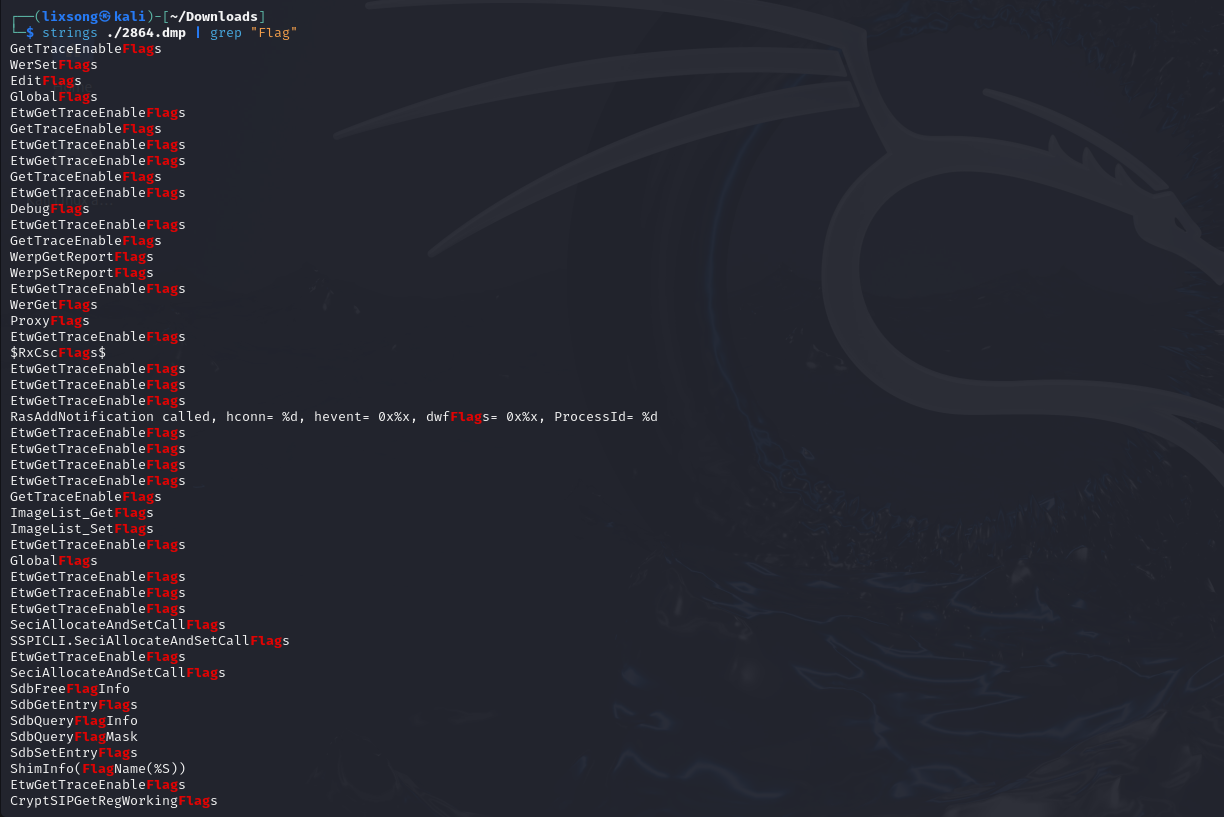 ┌──(lixsong㉿kali)-[~/Downloads]
└─$ strings ./2864.dmp | grep "Flag"
GetTraceEnableFlags
WerSetFlags
EditFlags
GlobalFlags
EtwGetTraceEnableFlags
GetTraceEnableFlags
EtwGetTraceEnableFlags
EtwGetTraceEnableFlags
GetTraceEnableFlags
EtwGetTraceEnableFlags
DebugFlags
EtwGetTraceEnableFlags
GetTraceEnableFlags
WerpGetReportFlags
WerpSetReportFlags
EtwGetTraceEnableFlags
WerGetFlags
ProxyFlags
EtwGetTraceEnableFlags
$RxCscFlags$
EtwGetTraceEnableFlags
EtwGetTraceEnableFlags
EtwGetTraceEnableFlags
RasAddNotification called, hconn= %d, hevent= 0x%x, dwfFlags= 0x%x, ProcessId= %d
EtwGetTraceEnableFlags
EtwGetTraceEnableFlags
EtwGetTraceEnableFlags
EtwGetTraceEnableFlags
GetTraceEnableFlags
ImageList_GetFlags
ImageList_SetFlags
EtwGetTraceEnableFlags
GlobalFlags
EtwGetTraceEnableFlags
EtwGetTraceEnableFlags
EtwGetTraceEnableFlags
SeciAllocateAndSetCallFlags
SSPICLI.SeciAllocateAndSetCallFlags
EtwGetTraceEnableFlags
SeciAllocateAndSetCallFlags
SdbFreeFlagInfo
SdbGetEntryFlags
SdbQueryFlagInfo
SdbQueryFlagMask
SdbSetEntryFlags
ShimInfo(FlagName(%S))
EtwGetTraceEnableFlags
CryptSIPGetRegWorkingFlags